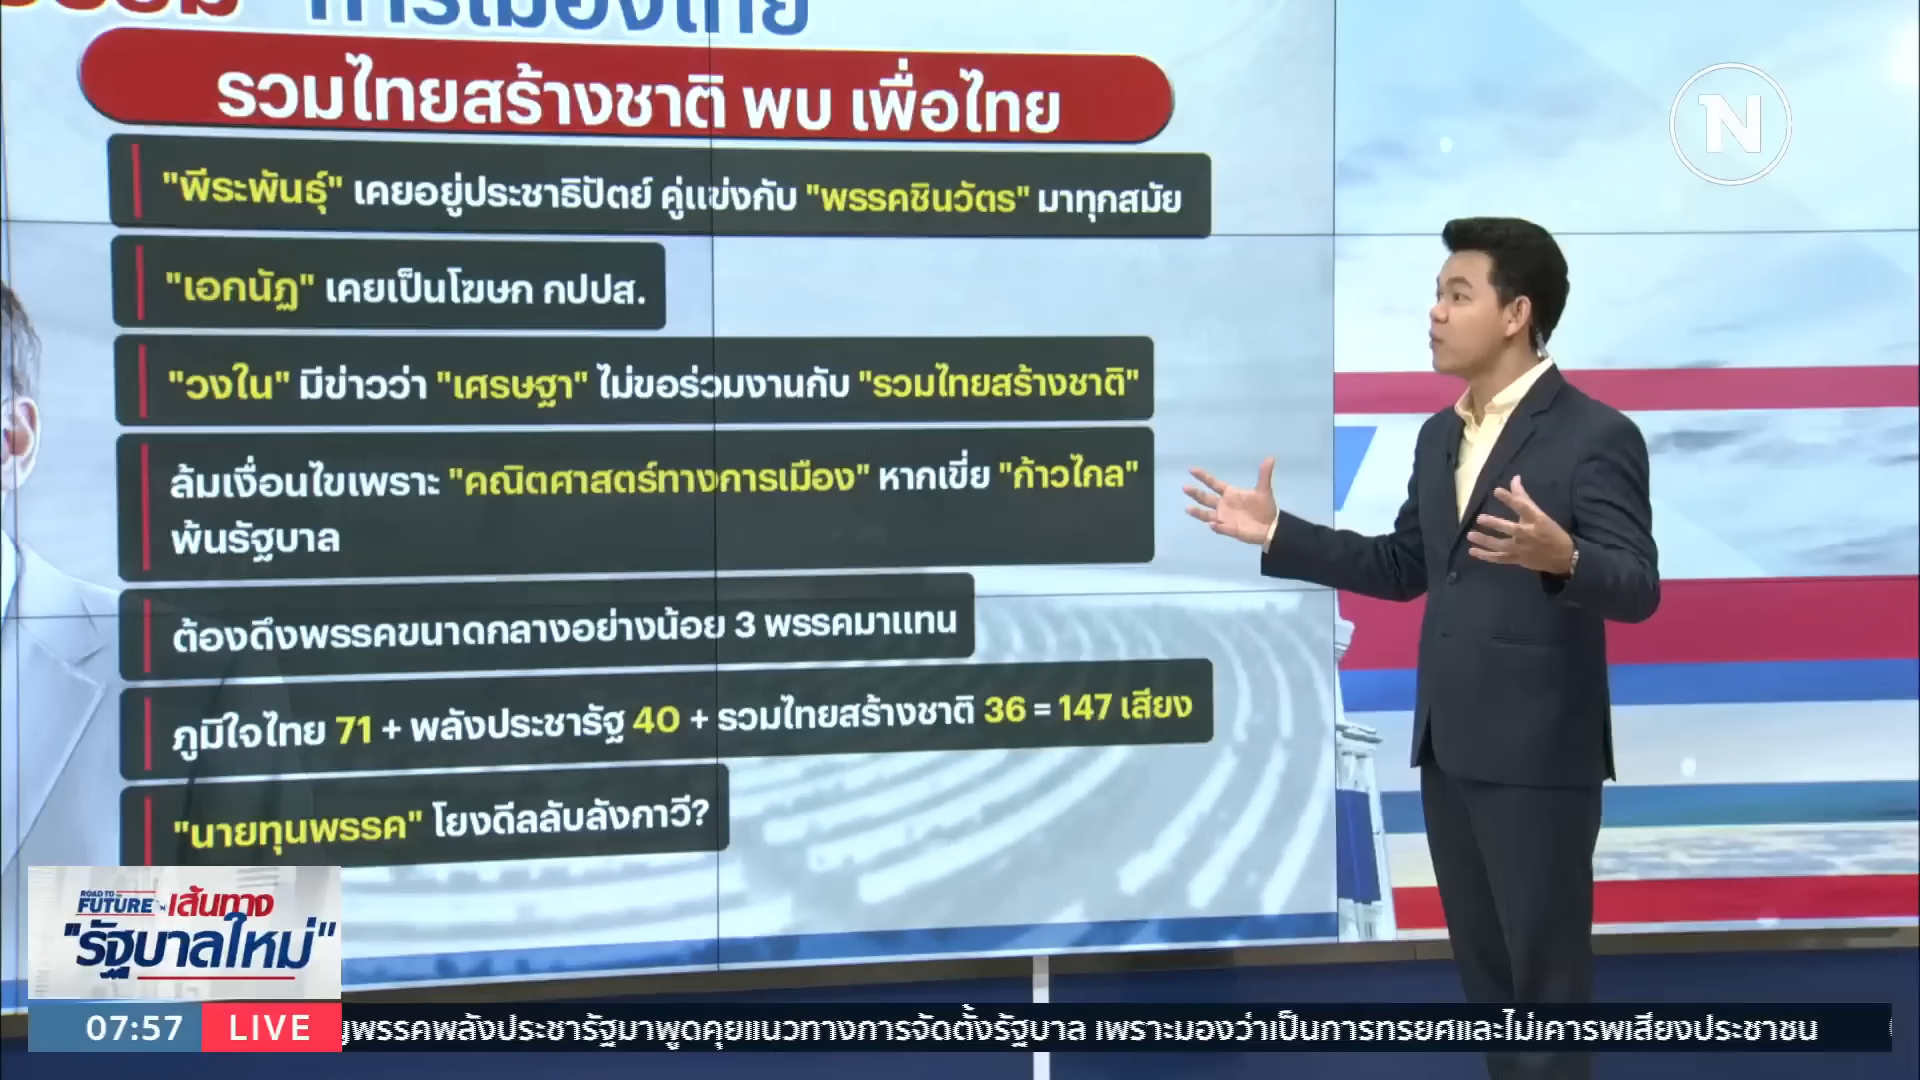 "การเมืองไทย
รวมไทยสร้างชาติ พบ เพื่อไทย
"พีระพันธุ์" เคยอยู่ประชาธิปัตย์ คู่แข่งกับ "พรรคชินวัตร" มาทุกสมัย
"เอกนัฏ" เคยเป็นโฆษก กปปส.
"วงใน" มีข่าวว่า "เศรษฐา" ไม่ขอร่วมงานกับ "รวมไทยสร้างชาติ"
ล้มเงื่อนไขเพราะ "คณิตศาสตร์ทางการเมือง" หากเขี่ย "ก้าวไกล"
พ้นรัฐบาล
ต้องดึงพรรคขนาดกลางอย่างน้อย 3 พรรคมาแทน
ภูมิใจไทย 71 + พลังประชารัฐ 40 + รวมไทยสร้างชาติ 36 = 147 เสียง
"นายทุนพรรค" โยงดีลลับลังกาวี?
N
ROAD TO FUTURE เส้นทาง
"รัฐบาลใหม่"
07:57 LIVE
พรรคพลังประชารัฐมาพูดคุยแนวทางการจัดตั้งรัฐบาล เพราะมองว่าเป็นการทรยศและไม่เคารพเสียงประชาชน